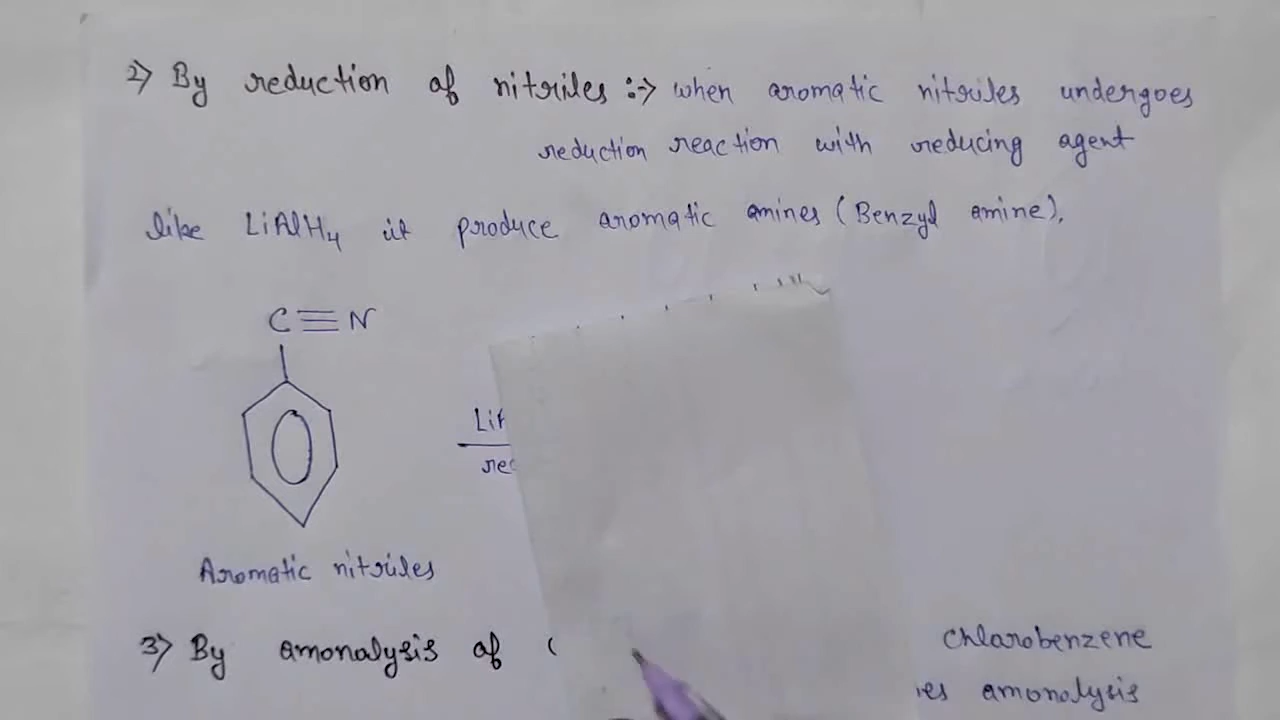 2) By reduction of nitriles :-> when aromatic nitriles undergoes
reduction reaction with reducing agent
like LiAlH4 it produce aromatic amines (Benzyl amine).
C≡N
Aromatic nitriles
3) By amonalysis of ( chlarobenzene
amonalysis